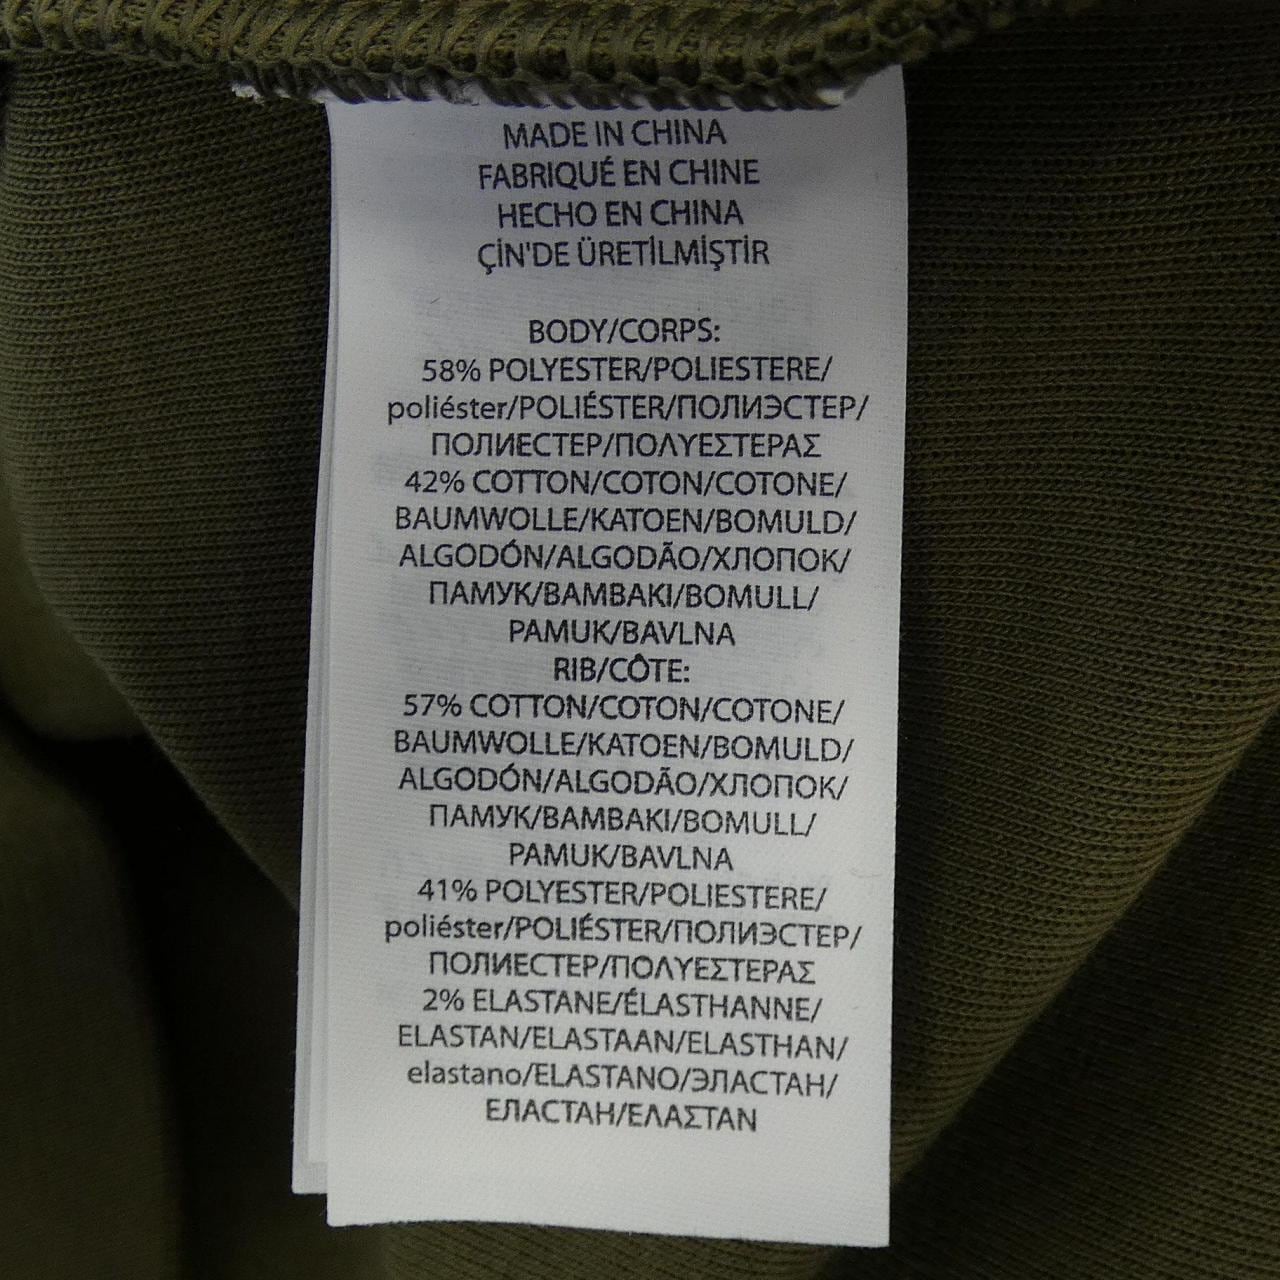 MADE IN CHINA
FABRIQUÉ EN CHINE
HECHO EN CHINA
ÇİN'DE ÜRETİLMİŞTİR
BODY/CORPS:
58% POLYESTER/POLIESTERE/
poliéster/POLIÉSTER/ПОЛИЭСТЕР/
ПОЛИЕСТЕР/ΠΟΛΥΕΣΤΕΡΑΣ
42% COTTON/COTON/COTONE/
BAUMWOLLE/KATOEN/BOMULD/
ALGODÓN/ALGODÃO/ХЛОПОК/
ПАМУК/BAMBAKI/BOMULL/
PAMUK/BAVLNA
RIB/CÔTE:
57% COTTON/COTON/COTONE/
BAUMWOLLE/KATOEN/BOMULD/
ALGODÓN/ALGODÃO/ХЛОПОК/
ПАМУК/BAMBAKI/BOMULL/
PAMUK/BAVLNA
41% POLYESTER/POLIESTERE/
poliéster/POLIÉSTER/ПОЛИЭСТЕР/
ПОЛИЕСТЕР/ΠΟΛΥΕΣΤΕΡΑΣ
2% ELASTANE/ÉLASTHANNE/
ELASTAN/ELASTAAN/ELASTHAN/
elastano/ELASTANO/ЭЛАСТАН/
ЕЛАСТАН/ΕΛΑΣΤΑΝ